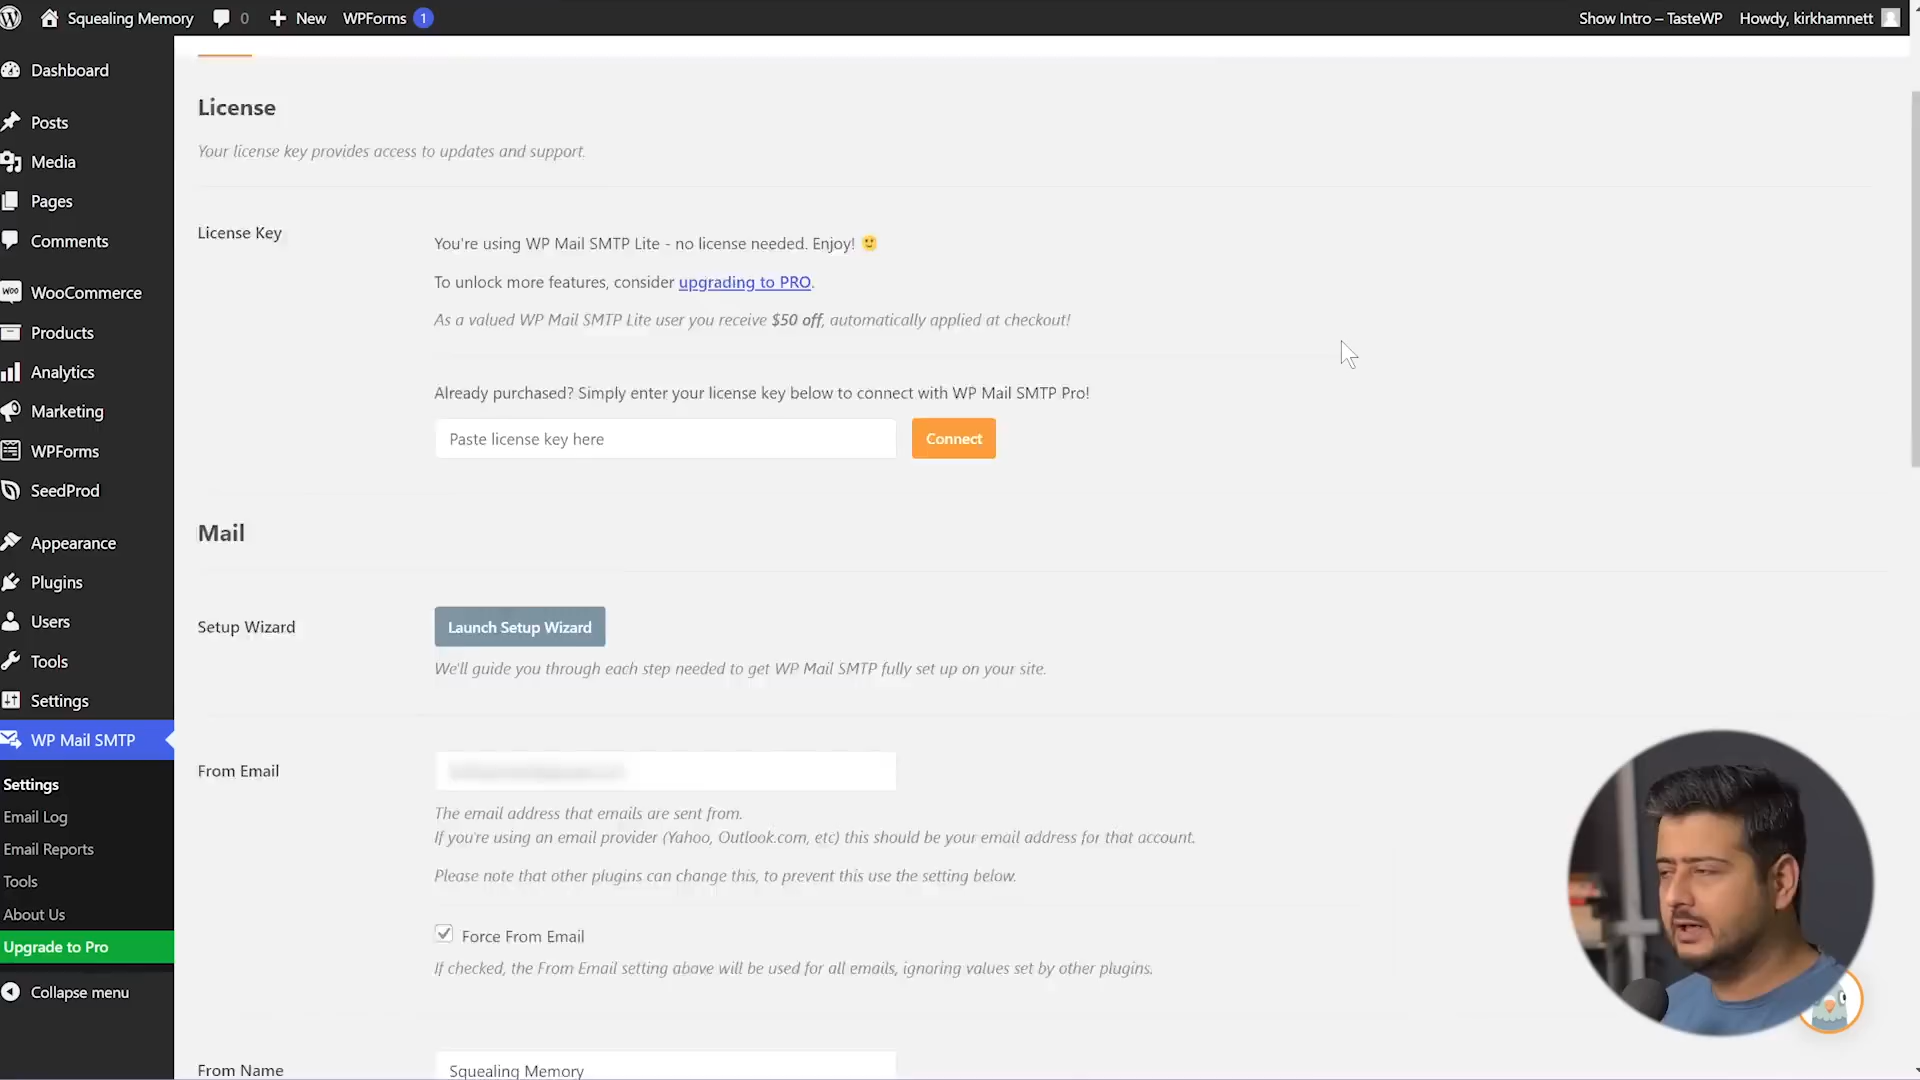 Squealing Memory
0
New
WPForms
1
Show Intro – TasteWP
Howdy, kirkhamnett
Dashboard
Posts
Media
Pages
Comments
WooCommerce
Products
Analytics
Marketing
WPForms
SeedProd
Appearance
Plugins
Users
Tools
Settings
WP Mail SMTP
Settings
Email Log
Email Reports
Tools
About Us
Upgrade to Pro
Collapse menu
License
Your license key provides access to updates and support.
License Key
You're using WP Mail SMTP Lite - no license needed. Enjoy! 🙂
To unlock more features, consider upgrading to PRO.
As a valued WP Mail SMTP Lite user you receive $50 off, automatically applied at checkout!
Already purchased? Simply enter your license key below to connect with WP Mail SMTP Pro!
Paste license key here
Connect
Mail
Setup Wizard
Launch Setup Wizard
We'll guide you through each step needed to get WP Mail SMTP fully set up on your site.
From Email
The email address that emails are sent from.
If you're using an email provider (Yahoo, Outlook.com, etc) this should be your email address for that account.
Please note that other plugins can change this, to prevent this use the setting below.
Force From Email
If checked, the From Email setting above will be used for all emails, ignoring values set by other plugins.
From Name
Squealing Memory